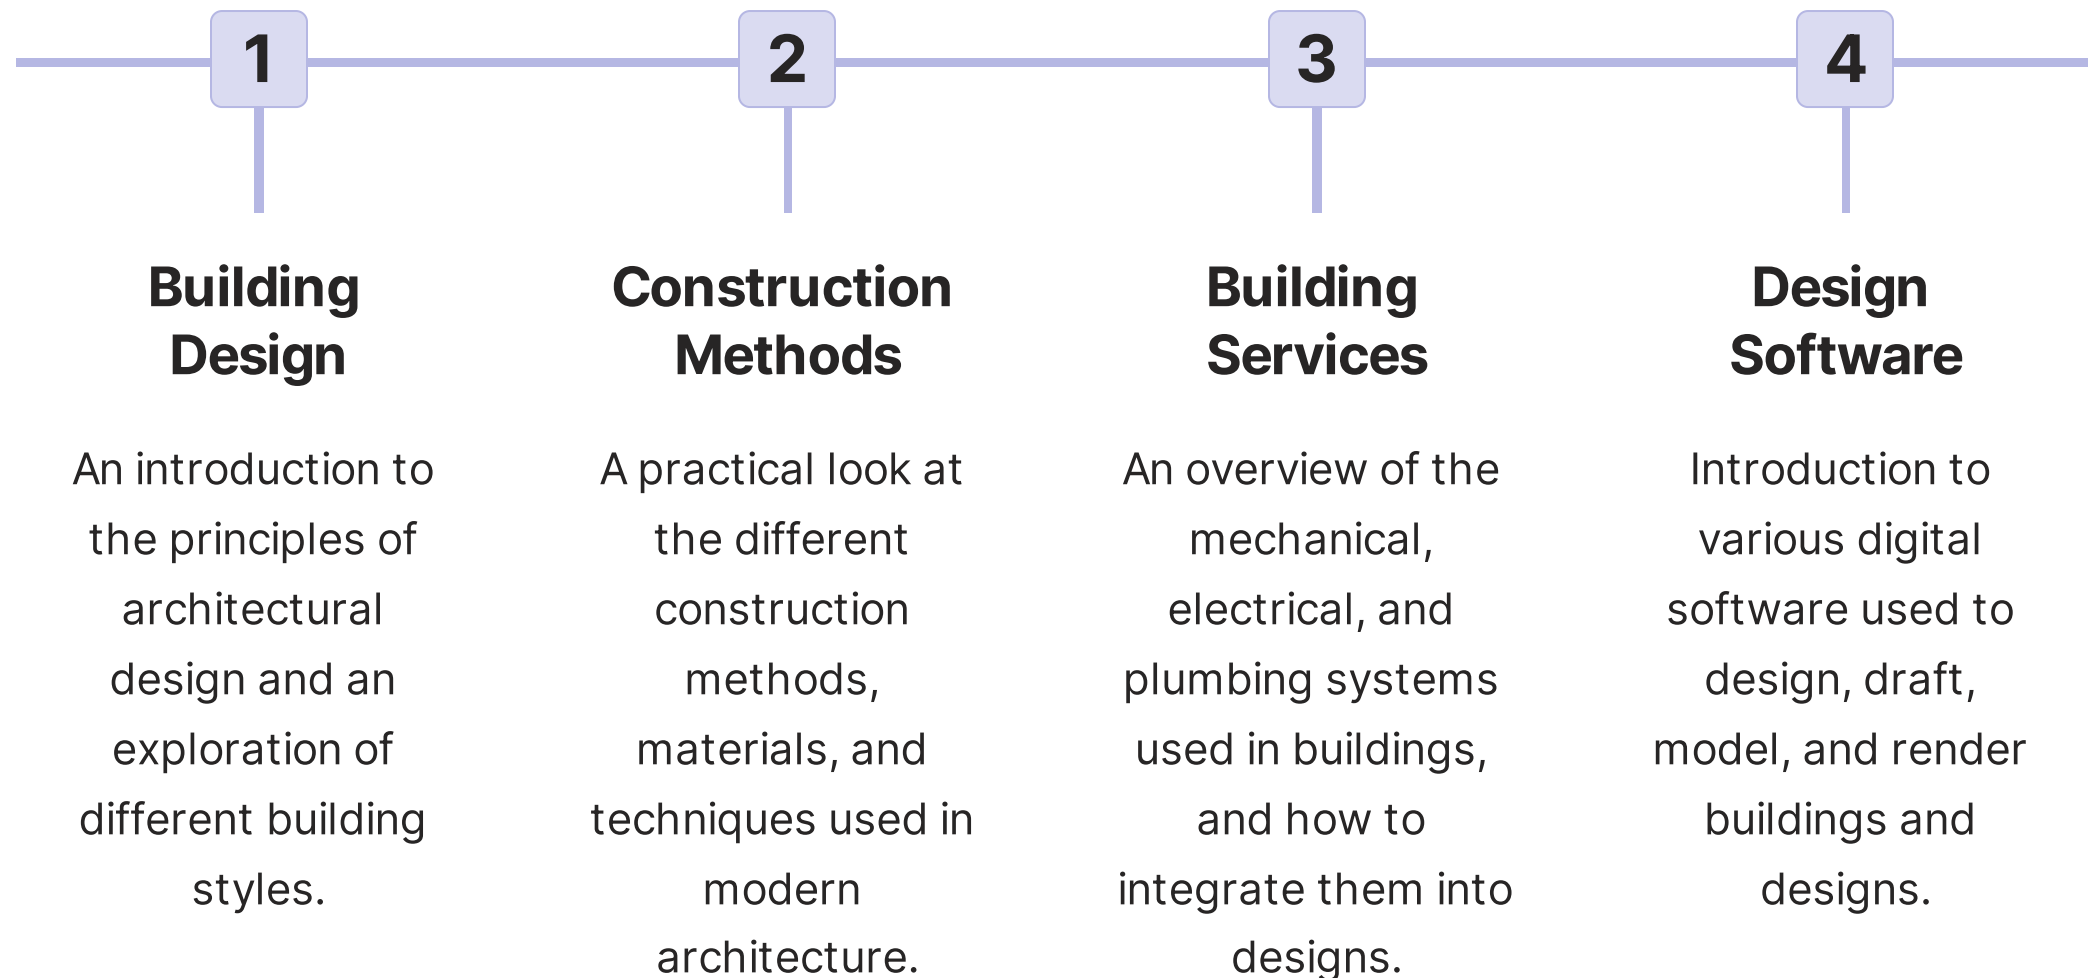 1
Building
Design
An introduction to
the principles of
architectural
design and an
exploration of
different building
styles.
2
Construction
Methods
A practical look at
the different
construction
methods,
materials, and
techniques used in
modern
architecture.
3
Building
Services
An overview of the
mechanical,
electrical, and
plumbing systems
used in buildings,
and how to
integrate them into
designs.
4
Design
Software
Introduction to
various digital
software used to
design, draft,
model, and render
buildings and
designs.